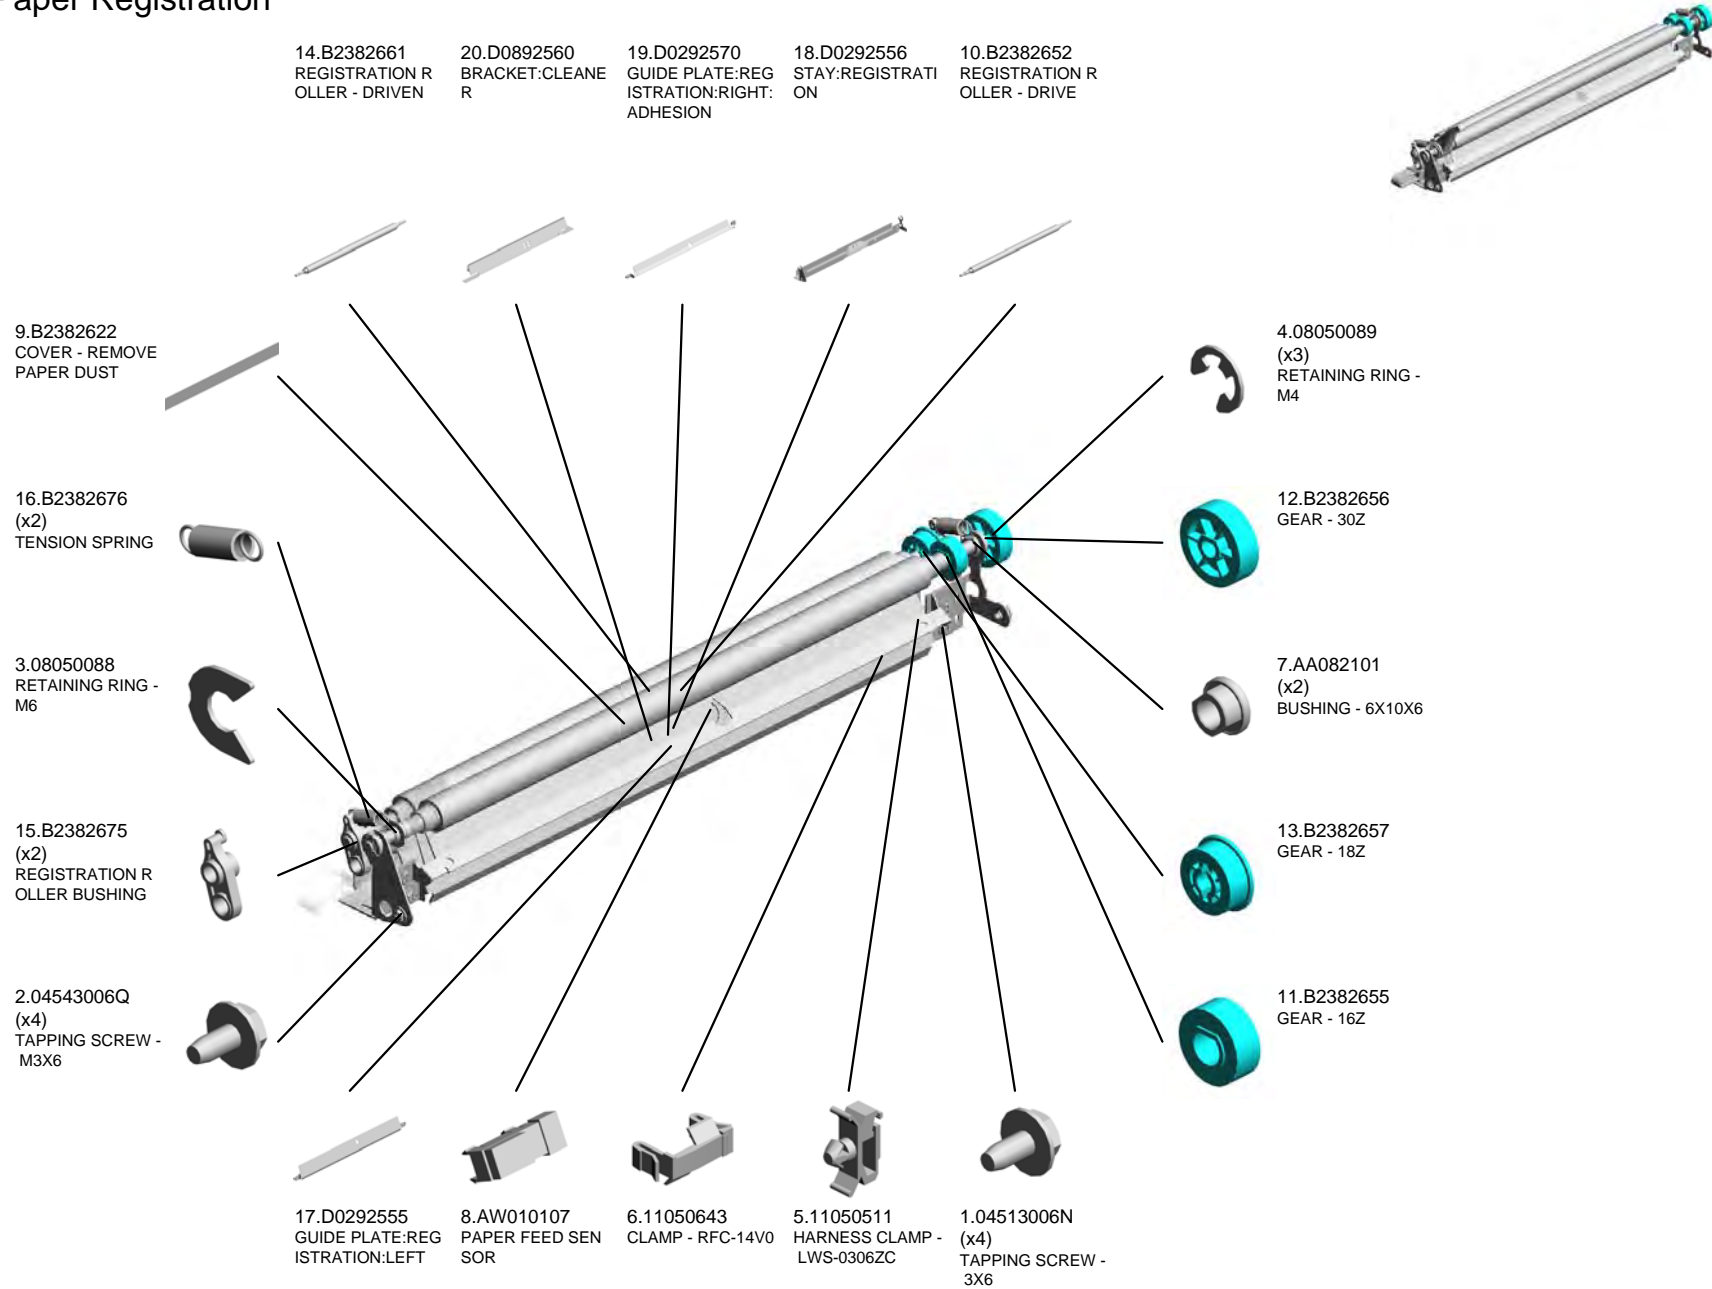 Paper Registration
14.B2382661
REGISTRATION R
OLLER - DRIVEN
20.D0892560
BRACKET:CLEANE
R
19.D0292570
GUIDE PLATE:REG
ISTRATION:RIGHT:
ADHESION
18.D0292556
STAY:REGISTRATI
ON
10.B2382652
REGISTRATION R
OLLER - DRIVE
9.B2382622
COVER - REMOVE
PAPER DUST
4.08050089
(x3)
RETAINING RING -
M4
16.B2382676
(x2)
TENSION SPRING
12.B2382656
GEAR - 30Z
3.08050088
RETAINING RING -
M6
7.AA082101
(x2)
BUSHING - 6X10X6
15.B2382675
(x2)
REGISTRATION R
OLLER BUSHING
13.B2382657
GEAR - 18Z
2.04543006Q
(x4)
TAPPING SCREW -
M3X6
11.B2382655
GEAR - 16Z
17.D0292555
GUIDE PLATE:REG
ISTRATION:LEFT
8.AW010107
PAPER FEED SEN
SOR
6.11050643
CLAMP - RFC-14V0
5.11050511
HARNESS CLAMP -
LWS-0306ZC
1.04513006N
(x4)
TAPPING SCREW -
3X6